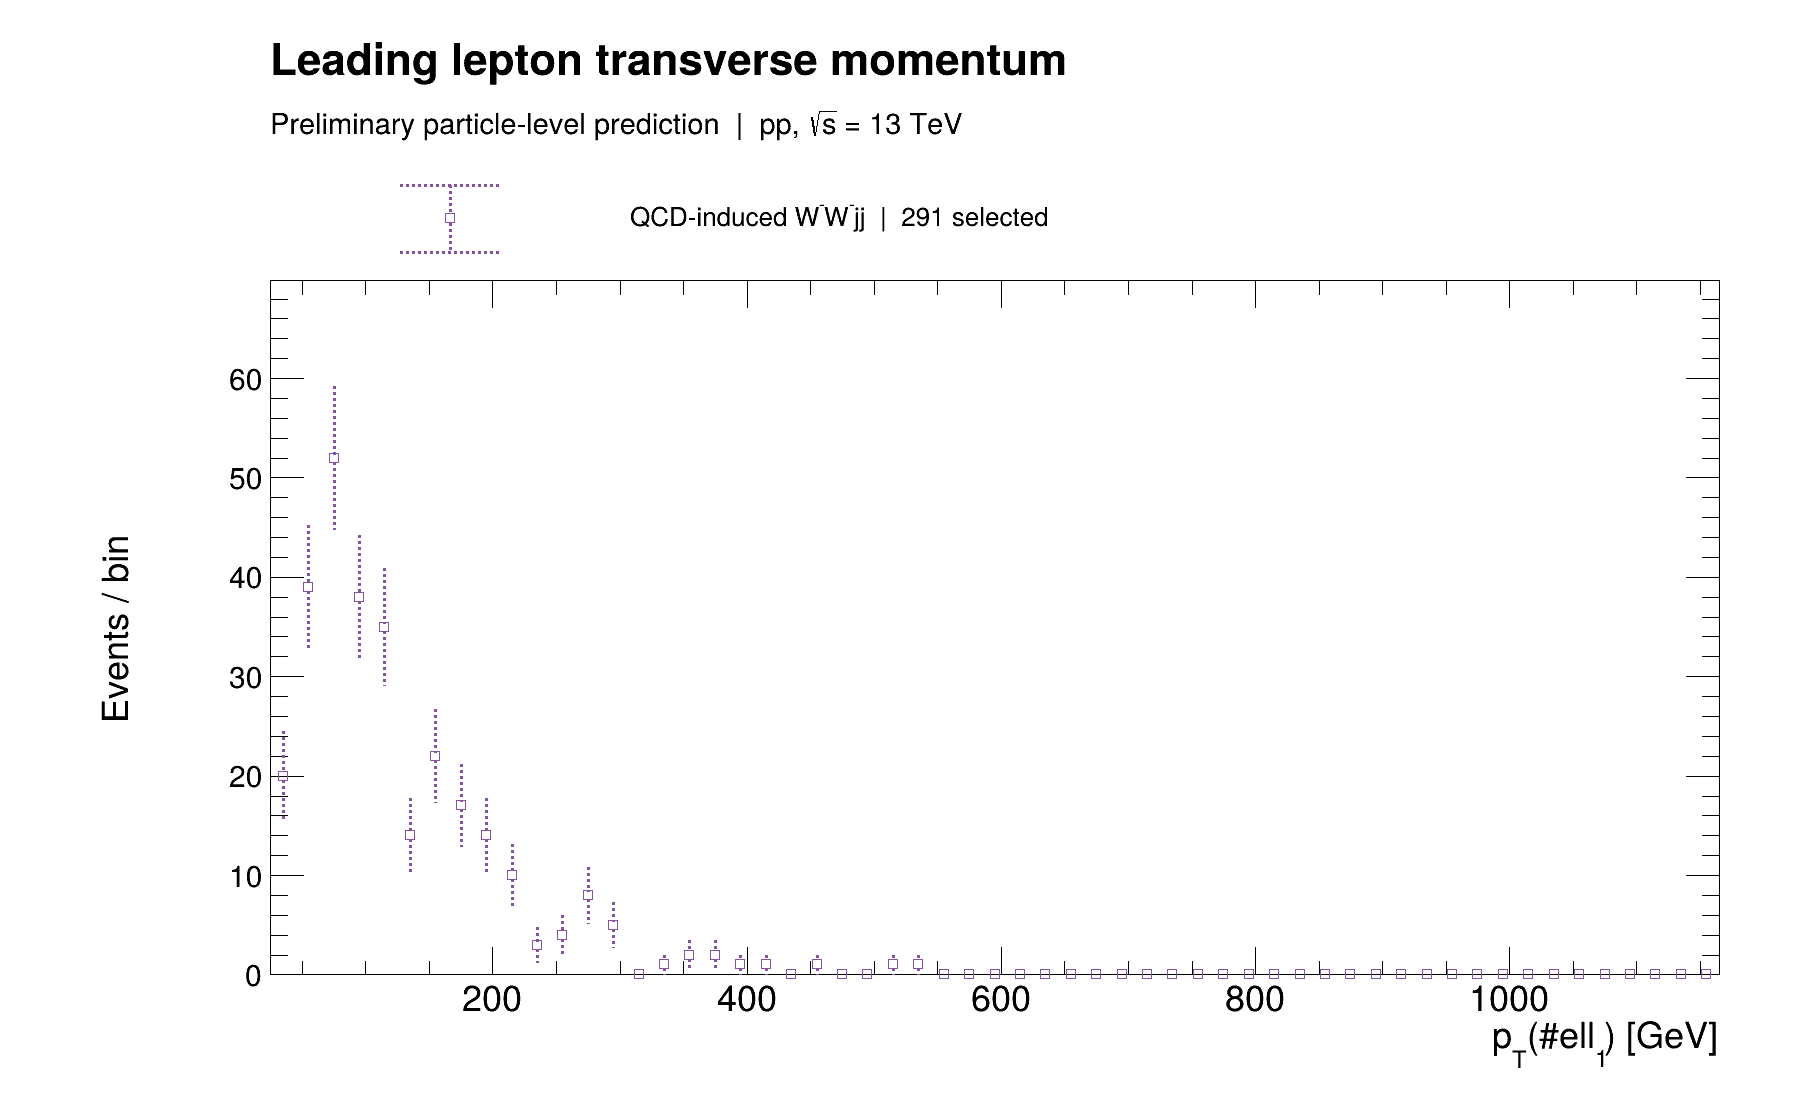 Leading lepton transverse momentum
Preliminary particle-level prediction | pp, √s = 13 TeV
QCD-induced W⁻W⁻jj | 291 selected
60
50
40
30
20
10
0
Events / bin
200 400 600 800 1000
p_T(#ell_1) [GeV]